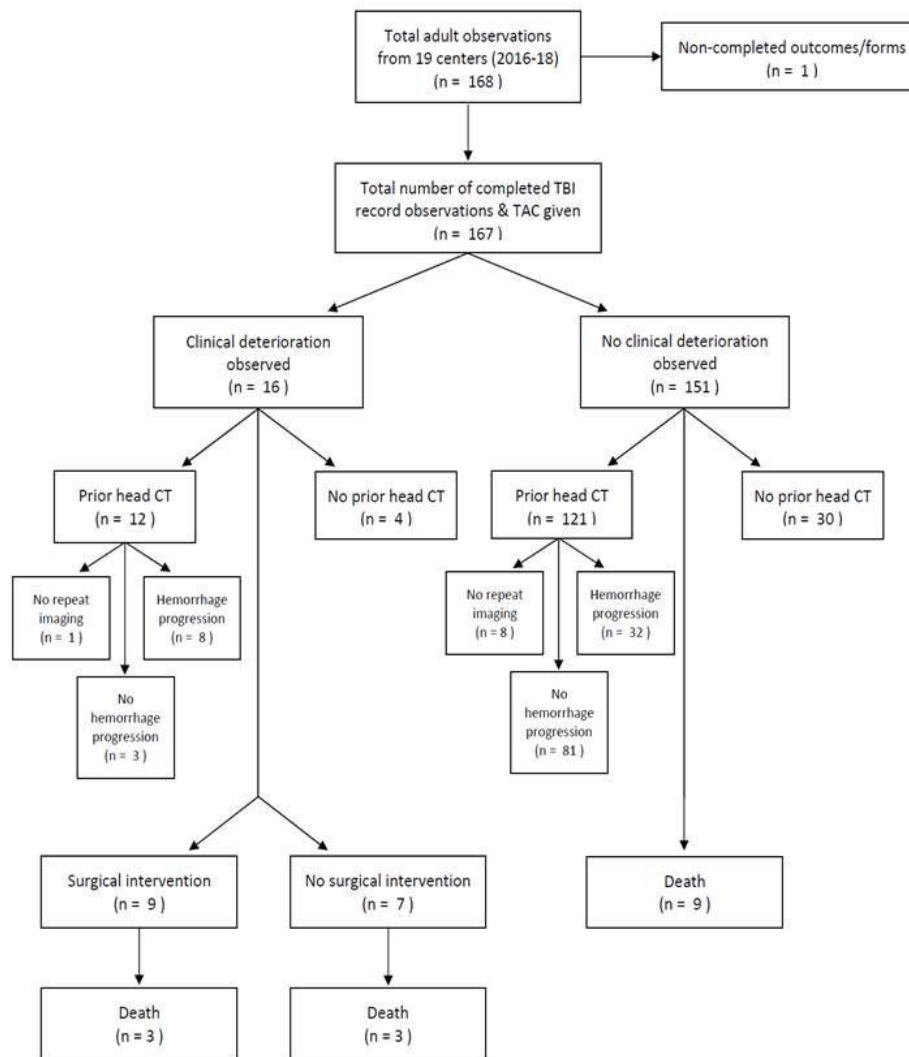 Total adult observations
from 19 centers (2016-18)
(n = 168)
Non-completed outcomes/forms
(n = 1 )
Total number of completed TBI
record observations & TAC given
(n = 167)
Clinical deterioration
observed
(n = 16 )
No clinical deterioration
observed
(n = 151 )
Prior head CT
(n = 12 )
No prior head CT
(n = 4 )
Prior head CT
(n = 121 )
No prior head CT
(n = 30 )
No repeat
imaging
(n = 1 )
Hemorrhage
progression
(n = 8 )
No repeat
imaging
(n = 8 )
Hemorrhage
progression
(n = 32 )
No
hemorrhage
progression
(n = 3 )
No
hemorrhage
progression
(n = 81 )
Surgical intervention
(n = 9 )
No surgical intervention
(n = 7 )
Death
(n = 9 )
Death
(n = 3 )
Death
(n = 3 )